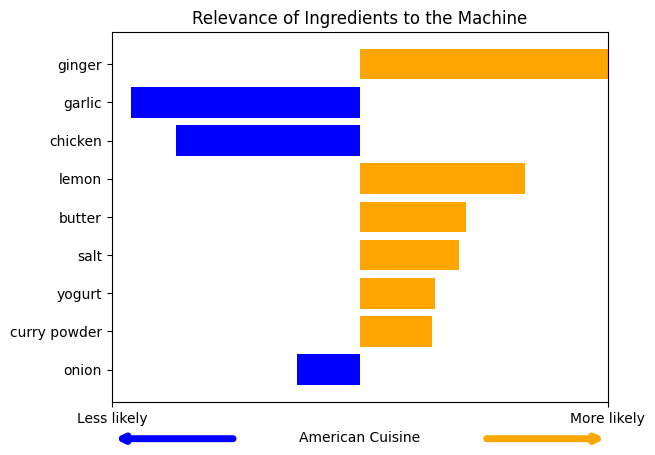 Relevance of Ingredients to the Machine
ginger
garlic
chicken
lemon
butter
salt
yogurt
curry powder
onion
Less likely
More likely
American Cuisine